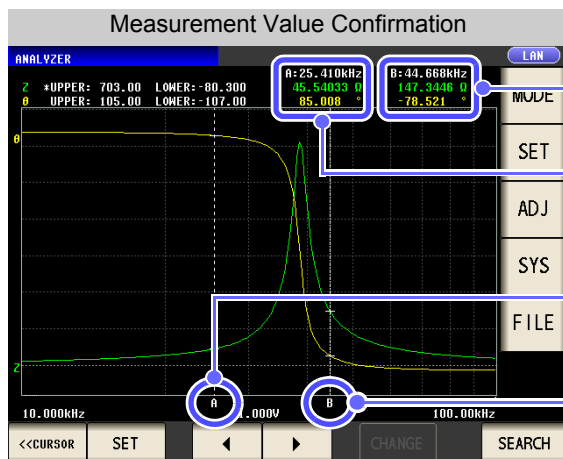 Measurement Value Confirmation
ANALYZER
LAN
A:25.410kHz B:44.668kHz
Z *UPPER: 703.00 LOWER:-80.300 45.54033 Ω 147.3446 Ω
θ UPPER: 105.00 LOWER:-107.00 85.008 ° -78.521 °
MODE
θ
SET
ADJ
SYS
FILE
Z
A B
10.000kHz .000V 100.00kHz
<<CURSOR SET CHANGE SEARCH